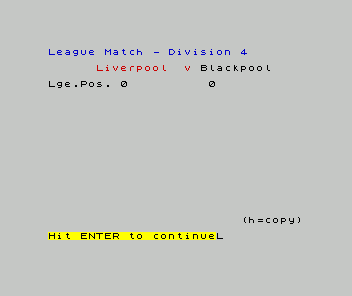 League Match - Division 4
Liverpool v Blackpool
Lge.Pos. 0 0
(h=copy)
Hit ENTER to continueL